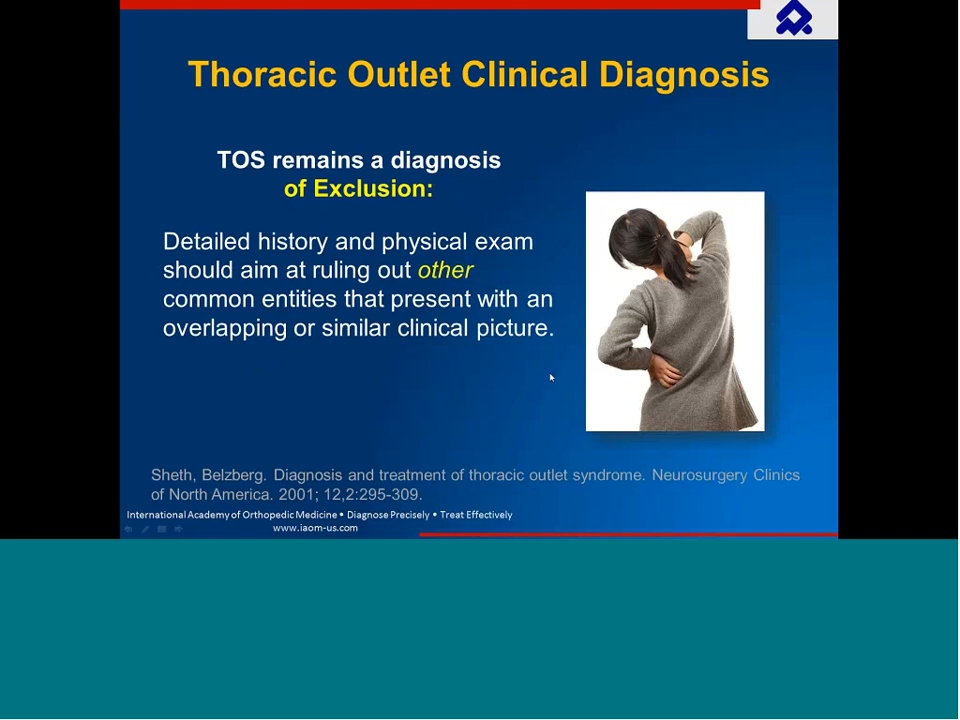 Thoracic Outlet Clinical Diagnosis
TOS remains a diagnosis
of Exclusion:
Detailed history and physical exam
should aim at ruling out other
common entities that present with an
overlapping or similar clinical picture.
Sheth, Belzberg. Diagnosis and treatment of thoracic outlet syndrome. Neurosurgery Clinics
of North America. 2001; 12,2:295-309.
International Academy of Orthopedic Medicine • Diagnose Precisely • Treat Effectively
www.iaom-us.com